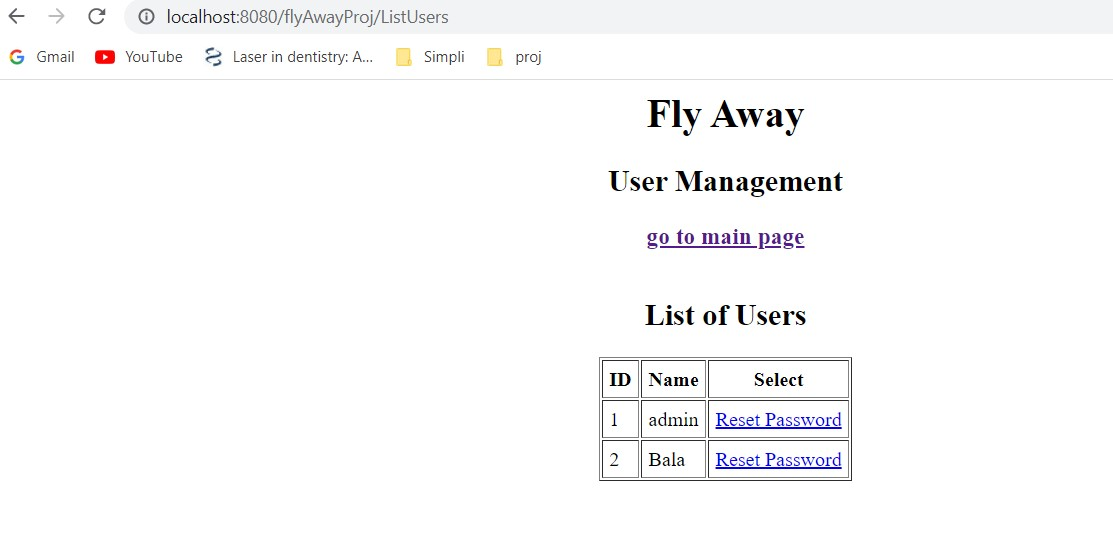 localhost:8080/flyAwayProj/ListUsers
Gmail YouTube Laser in dentistry: A... Simpli proj
Fly Away
User Management
go to main page
List of Users
ID Name Select
1 admin Reset Password
2 Bala Reset Password